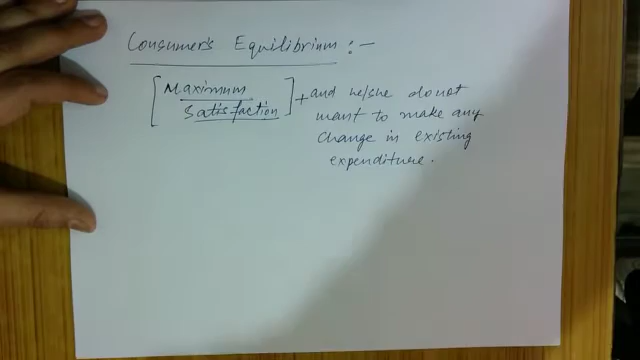 Consumer's Equilibrium :-
[Maximum Satisfaction] + and he/she do not
want to make any
change in existing
expenditure.